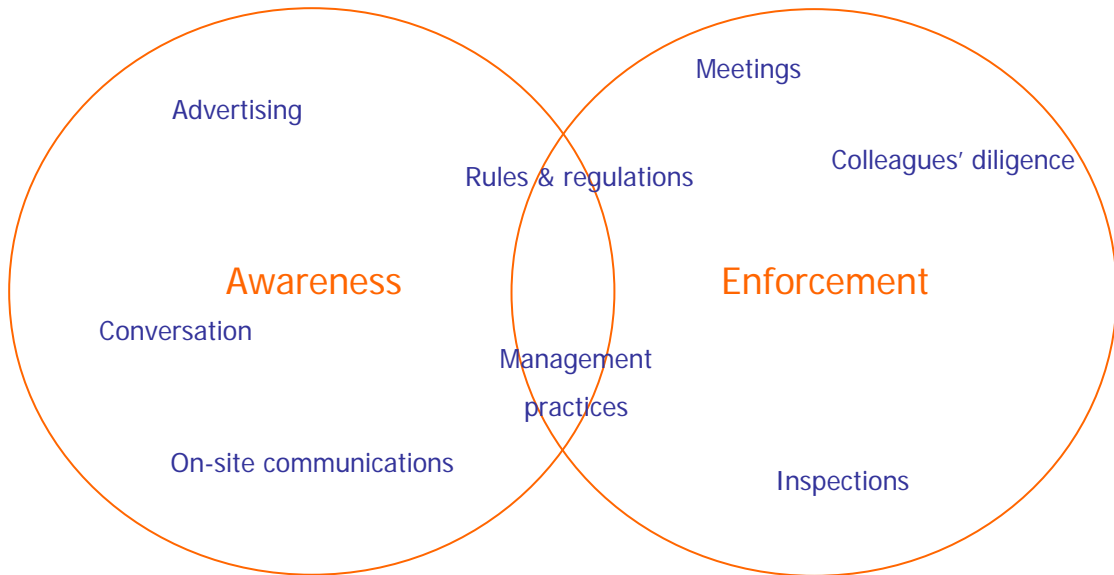 Meetings
Advertising
Colleagues' diligence
Rules & regulations
Awareness
Enforcement
Conversation
Management
practices
On-site communications
Inspections